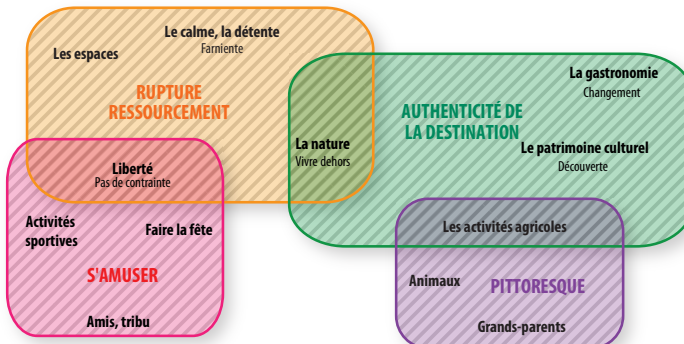 Le calme, la détente
Farniente
Les espaces
RUPTURE
RESSOURCEMENT
La gastronomie
Changement
AUTHENTICITÉ DE
LA DESTINATION
La nature
Vivre dehors
Le patrimoine culturel
Découverte
Liberté
Pas de contrainte
Activités
sportives
Faire la fête
Les activités agricoles
S'AMUSER
Animaux
PITTORESQUE
Amis, tribu
Grands-parents